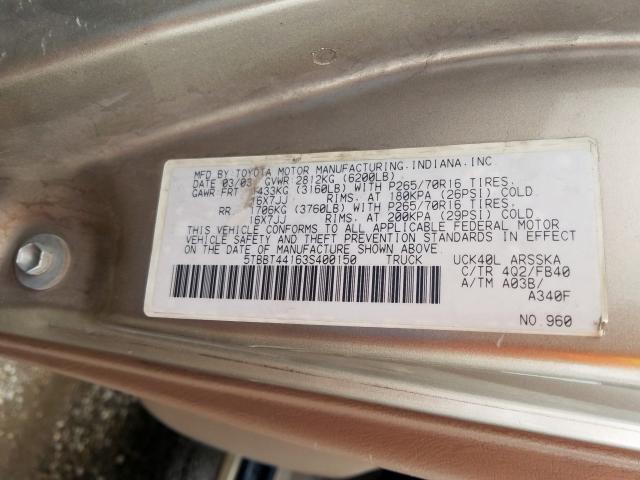 MFD.BY:TOYOTA MOTOR MANUFACTURING,INDIANA,INC
DATE 03/03 GVWR 2812KG (6200LB)
GAWR FRT 1433KG (3160LB) WITH P265/70R16 TIRES,
16X7JJ RIMS, AT 180KPA (26PSI) COLD
RR 1706KG (3760LB) WITH P265/70R16 TIRES,
16X7JJ RIMS, AT 200KPA (29PSI) COLD.
THIS VEHICLE CONFORMS TO ALL APPLICABLE FEDERAL MOTOR
VEHICLE SAFETY AND THEFT PREVENTION STANDARDS IN EFFECT
ON THE DATE OF MANUFACTURE SHOWN ABOVE.
5TBBT44163S400150 TRUCK UCK40L ARSSKA
C/TR 4Q2/FB40
A/TM A03B/
A340F
NO.960